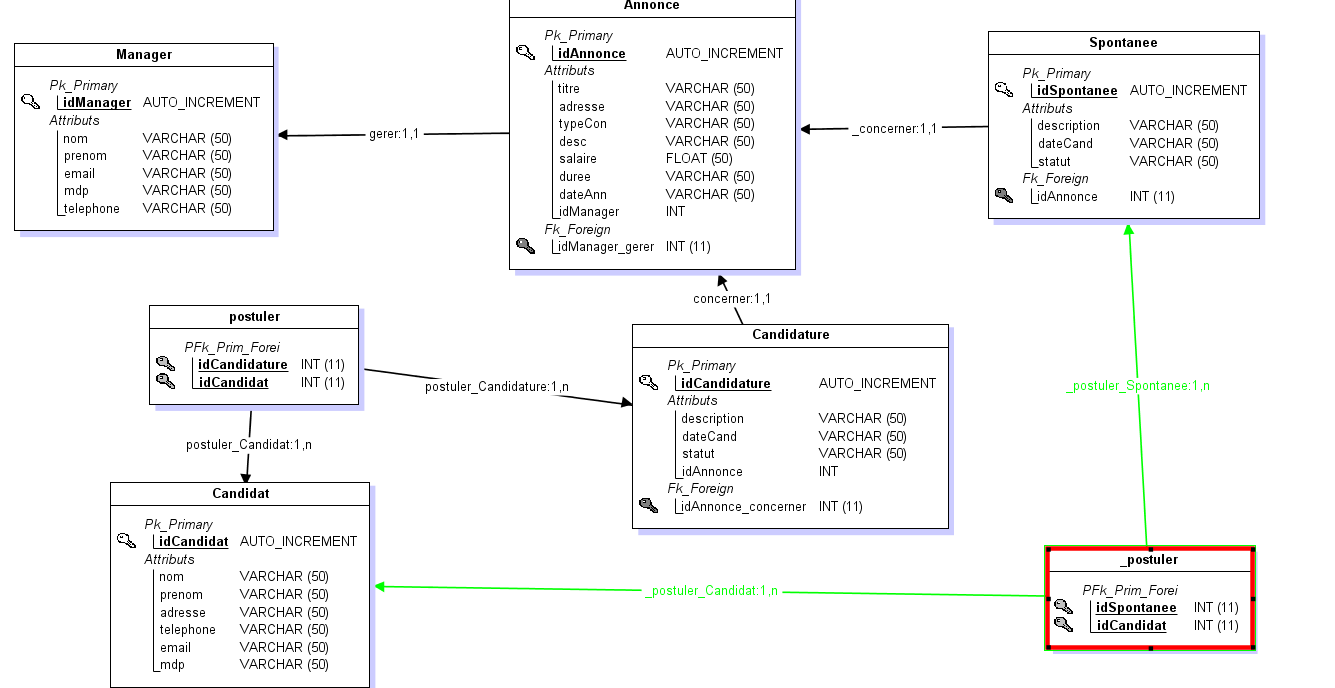 Annonce
Pk_Primary
idAnnonce AUTO_INCREMENT
Attributs
titre VARCHAR (50)
adresse VARCHAR (50)
typeCon VARCHAR (50)
desc VARCHAR (50)
salaire FLOAT (50)
duree VARCHAR (50)
dateAnn VARCHAR (50)
idManager INT
Fk_Foreign
idManager_gerer INT (11)
Manager
Pk_Primary
idManager AUTO_INCREMENT
Attributs
nom VARCHAR (50)
prenom VARCHAR (50)
email VARCHAR (50)
mdp VARCHAR (50)
telephone VARCHAR (50)
gerer:1,1
Spontanee
Pk_Primary
idSpontanee AUTO_INCREMENT
Attributs
description VARCHAR (50)
dateCand VARCHAR (50)
statut VARCHAR (50)
Fk_Foreign
idAnnonce INT (11)
_concerner:1,1
concerner:1,1
postuler
PFk_Prim_Forei
idCandidature INT (11)
idCandidat INT (11)
postuler_Candidature:1,n
postuler_Candidat:1,n
Candidature
Pk_Primary
idCandidature AUTO_INCREMENT
Attributs
description VARCHAR (50)
dateCand VARCHAR (50)
statut VARCHAR (50)
idAnnonce INT
Fk_Foreign
idAnnonce_concerner INT (11)
_postuler_Spontanee:1,n
Candidat
Pk_Primary
idCandidat AUTO_INCREMENT
Attributs
nom VARCHAR (50)
prenom VARCHAR (50)
adresse VARCHAR (50)
telephone VARCHAR (50)
email VARCHAR (50)
mdp VARCHAR (50)
_postuler_Candidat:1,n
_postuler
PFk_Prim_Forei
idSpontanee INT (11)
idCandidat INT (11)